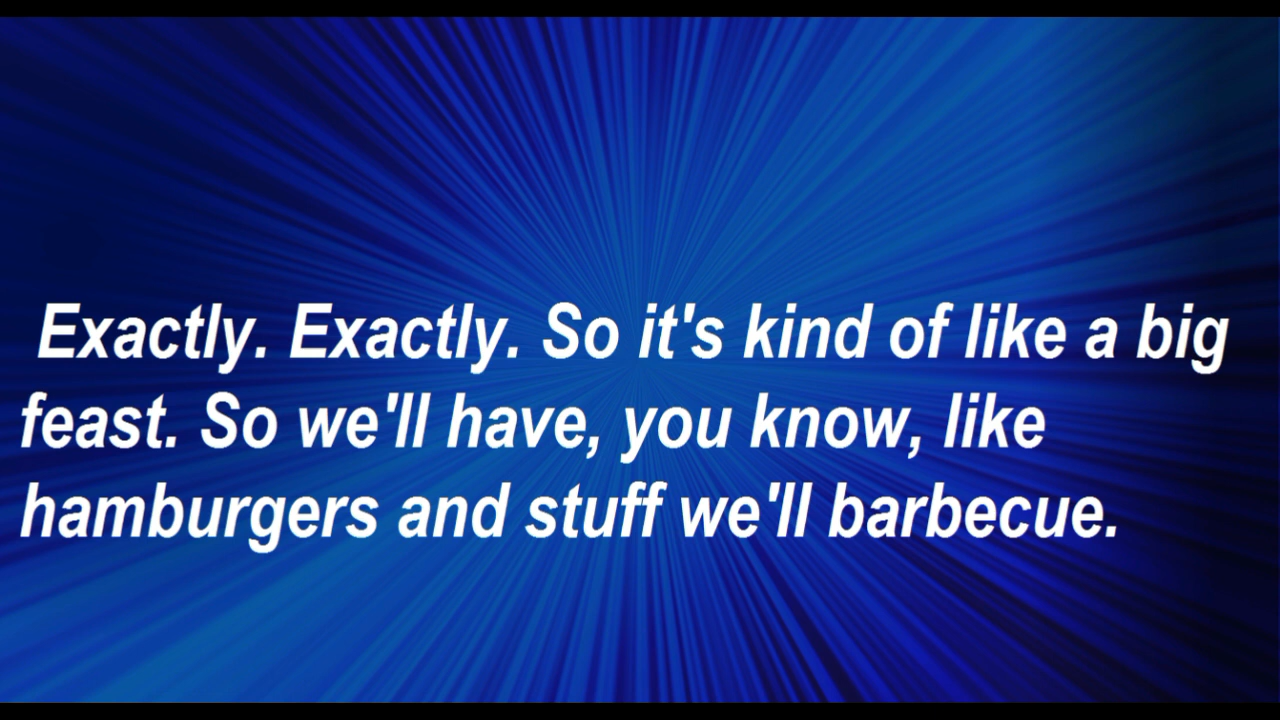 Exactly. Exactly. So it's kind of like a big
feast. So we'll have, you know, like
hamburgers and stuff we'll barbecue.